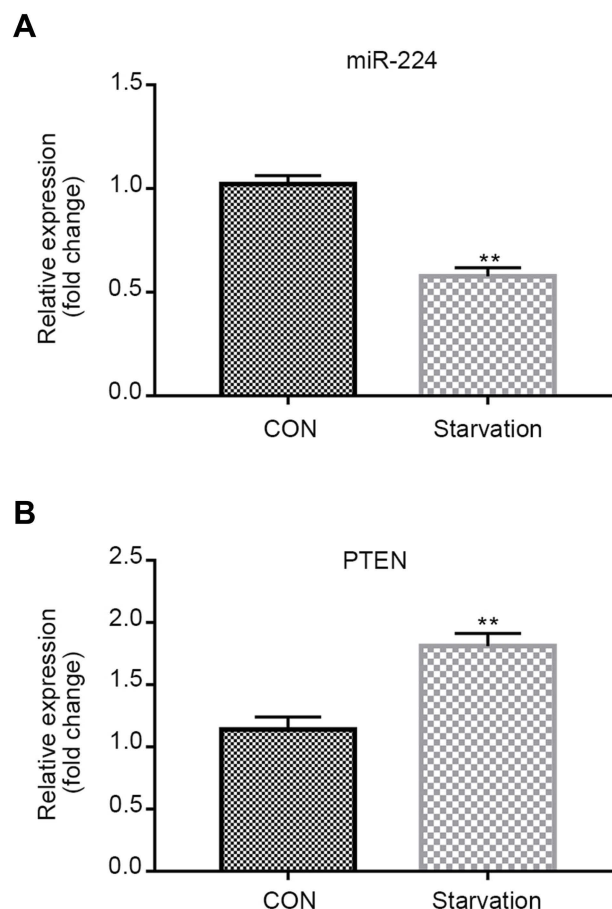 A
miR-224
Relative expression
(fold change)
1.5
1.0
0.5
0.0
**
CON
Starvation
B
PTEN
Relative expression
(fold change)
2.5
2.0
1.5
1.0
0.5
0.0
**
CON
Starvation